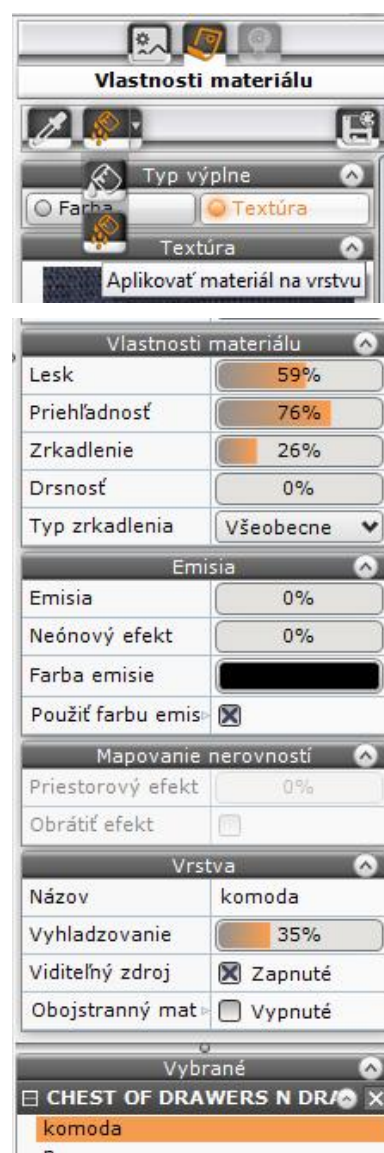 Vlastnosti materiálu
Typ výplne
Farba Textúra
Textúra
Aplikovať materiál na vrstvu
Vlastnosti materiálu
Lesk 59%
Priehľadnosť 76%
Zrkadlenie 26%
Drsnosť 0%
Typ zrkadlenia Všeobecne
Emisia
Emisia 0%
Neónový efekt 0%
Farba emisie
Použiť farbu emis
Mapovanie nerovností
Priestorový efekt 0%
Obrátiť efekt
Vrstva
Názov komoda
Vyhladzovanie 35%
Viditeľný zdroj Zapnuté
Obojstranný mat Vypnuté
Vybrané
CHEST OF DRAWERS N DRA
komoda